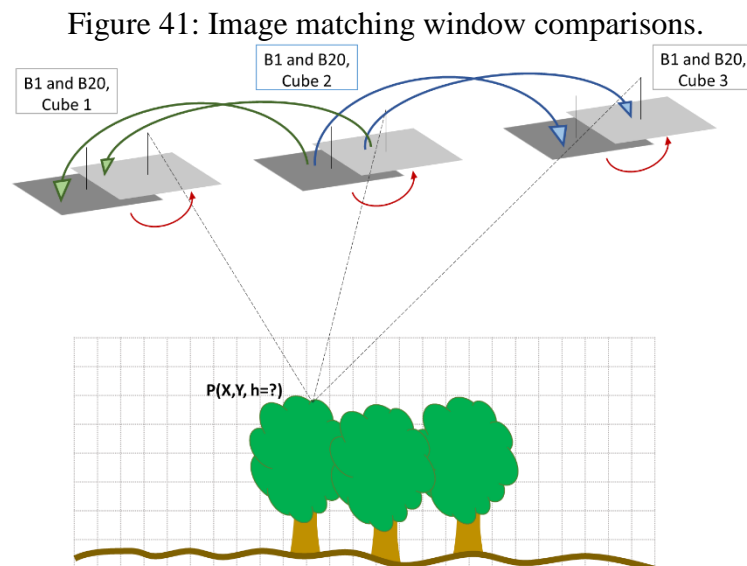 Figure 41: Image matching window comparisons.
B1 and B20,
Cube 1
B1 and B20,
Cube 2
B1 and B20,
Cube 3
P(X,Y, h=?)